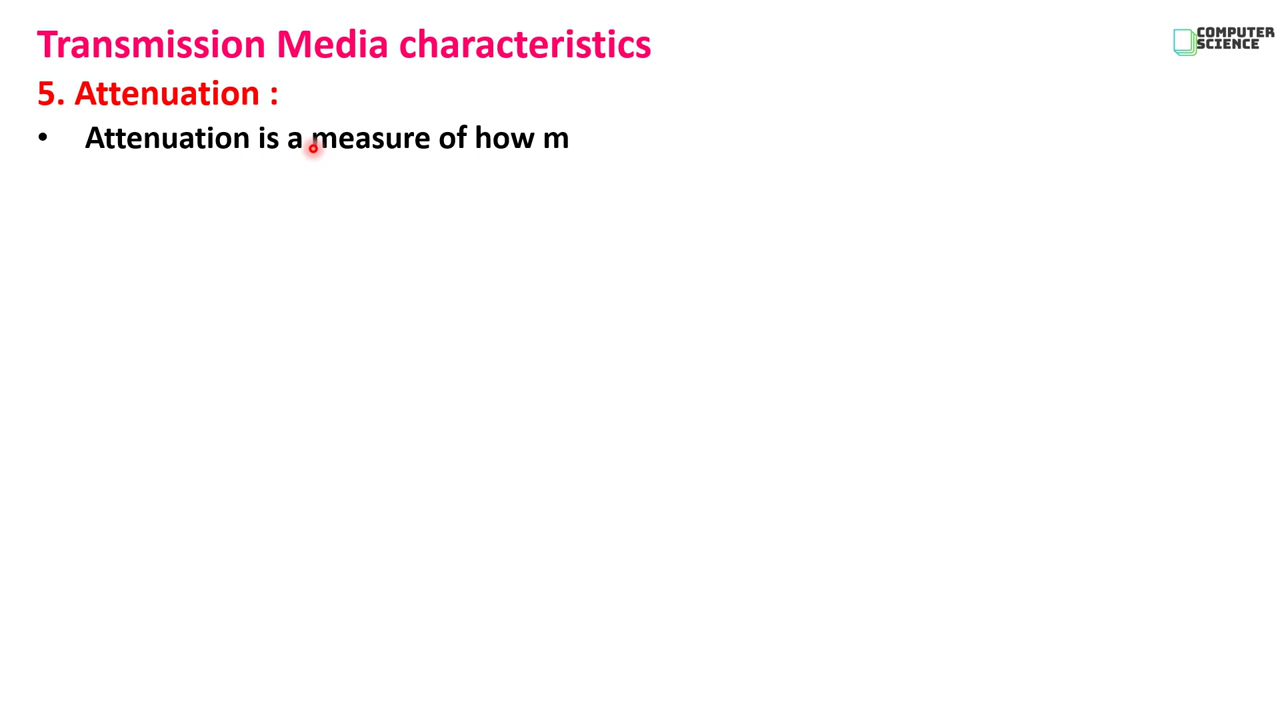 Transmission Media characteristics
COMPUTER
SCIENCE
5. Attenuation :
• Attenuation is a measure of how m